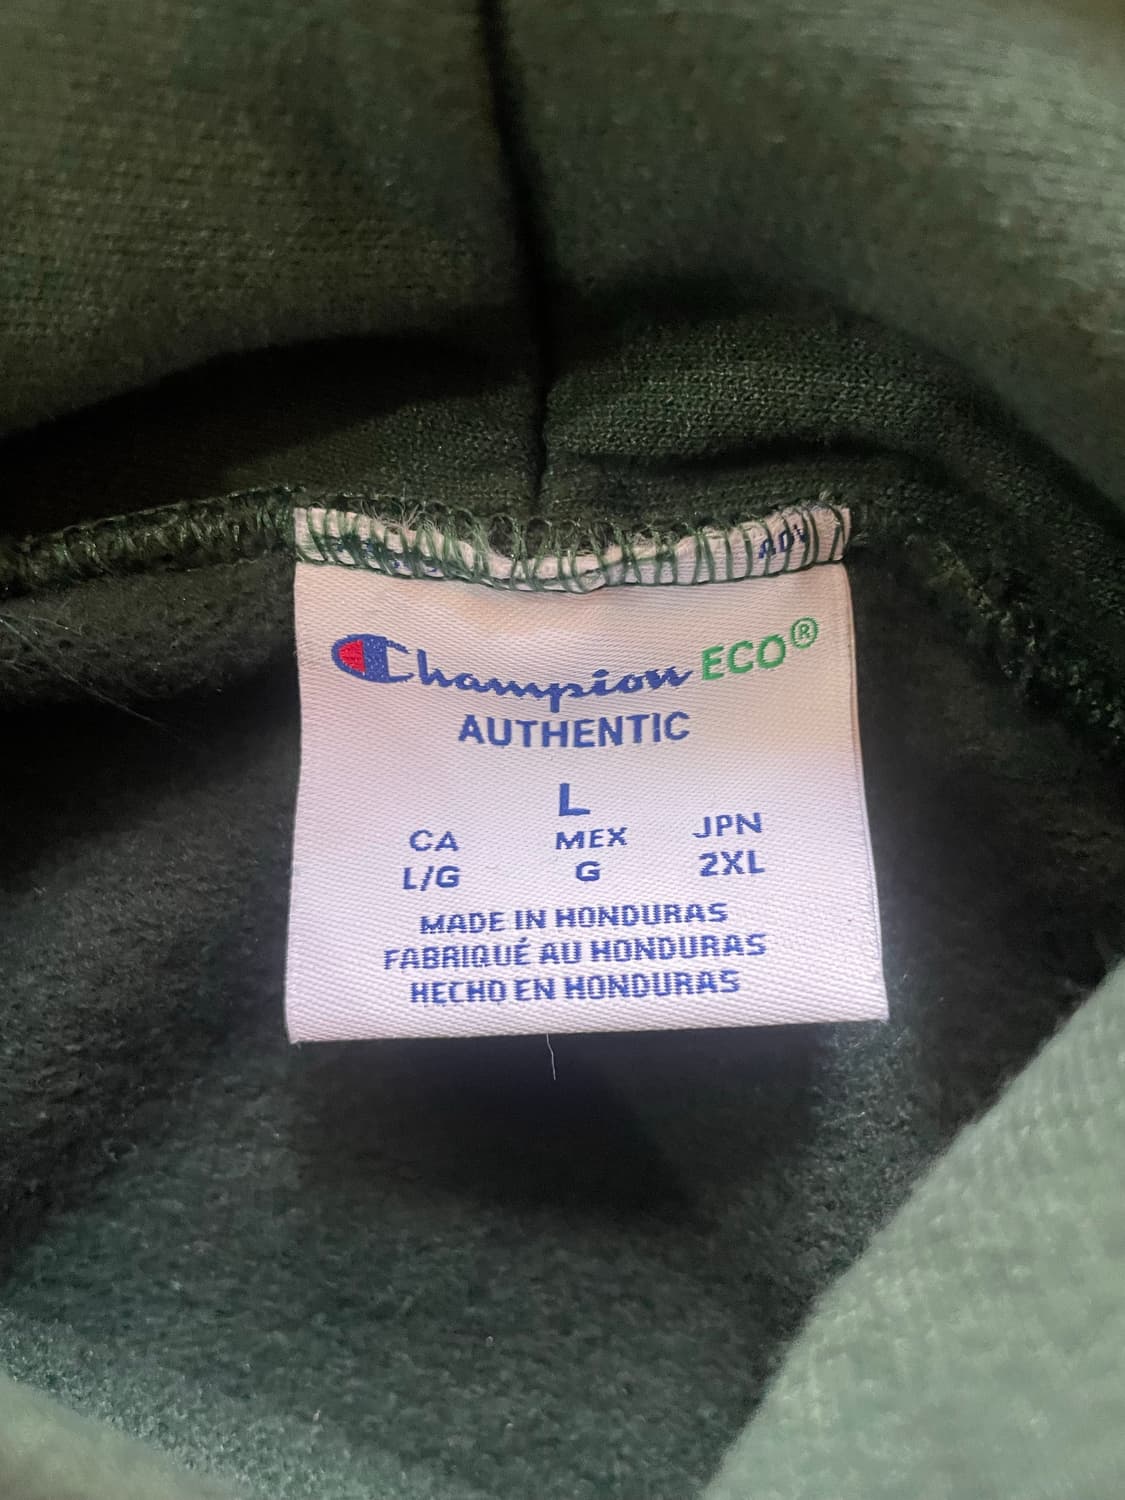 Champion ECO®
AUTHENTIC
L
CA MEX JPN
L/G G 2XL
MADE IN HONDURAS
FABRIQUÉ AU HONDURAS
HECHO EN HONDURAS